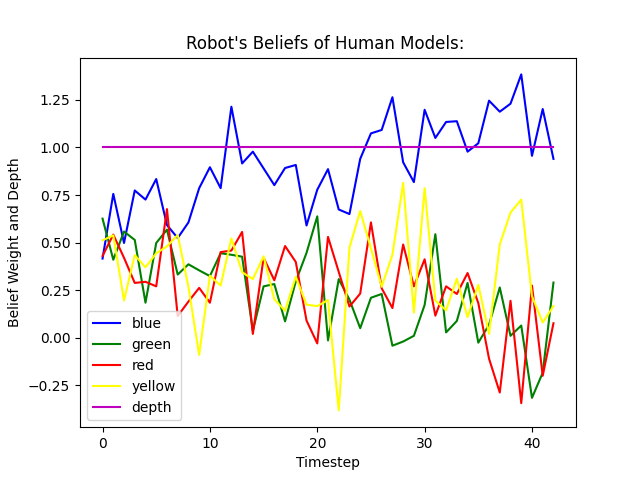 Robot's Beliefs of Human Models:
Belief Weight and Depth
1.25
1.00
0.75
0.50
0.25
0.00
−0.25
blue
green
red
yellow
depth
0 10 20 30 40
Timestep